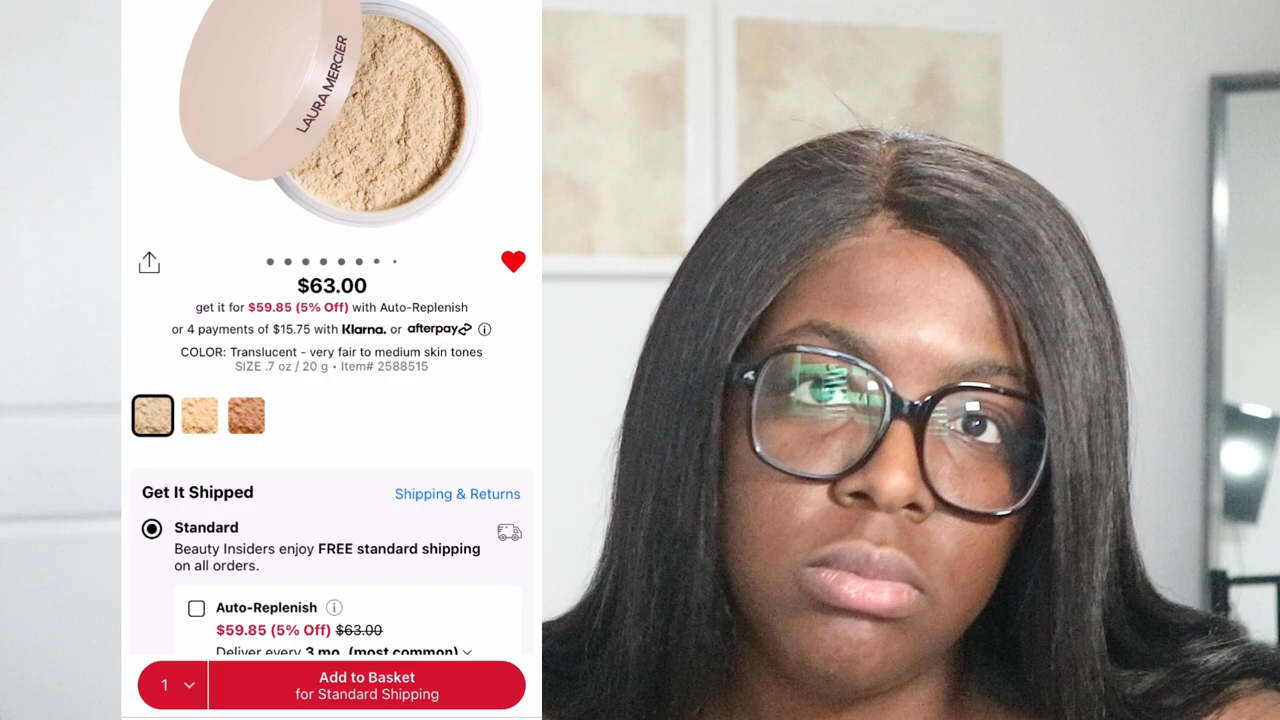 LAURA MERCIER
$63.00
get it for $59.85 (5% Off) with Auto-Replenish
or 4 payments of $15.75 with Klarna. or afterpay
COLOR: Translucent - very fair to medium skin tones
SIZE .7 oz / 20 g • Item# 2588515
Get It Shipped
Shipping & Returns
Standard
Beauty Insiders enjoy FREE standard shipping
on all orders.
Auto-Replenish
$59.85 (5% Off) $63.00
Deliver every 3 mo. (most common)
1
Add to Basket
for Standard Shipping